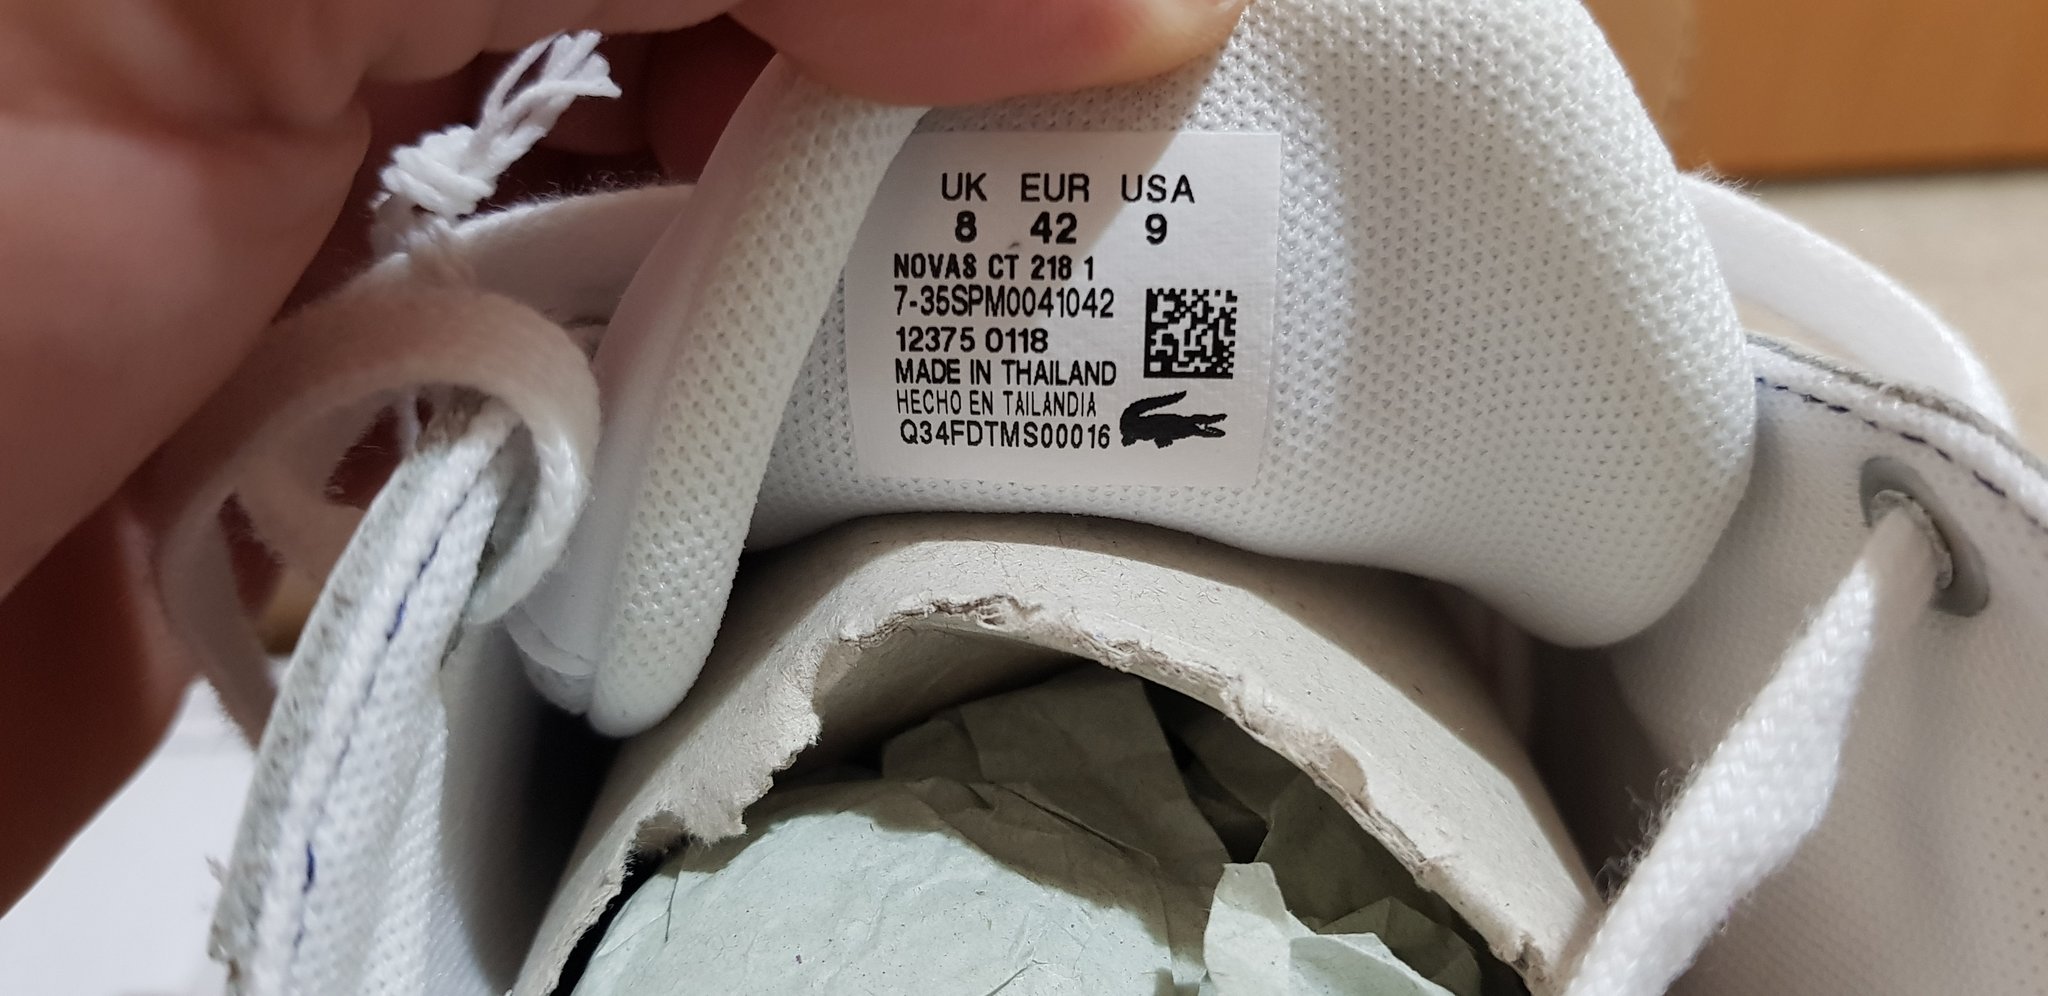 UK EUR USA
8 42 9
NOVAS CT 218 1
7-35SPM0041042
12375 0118
MADE IN THAILAND
HECHO EN TAILANDIA
Q34FDTMS00016